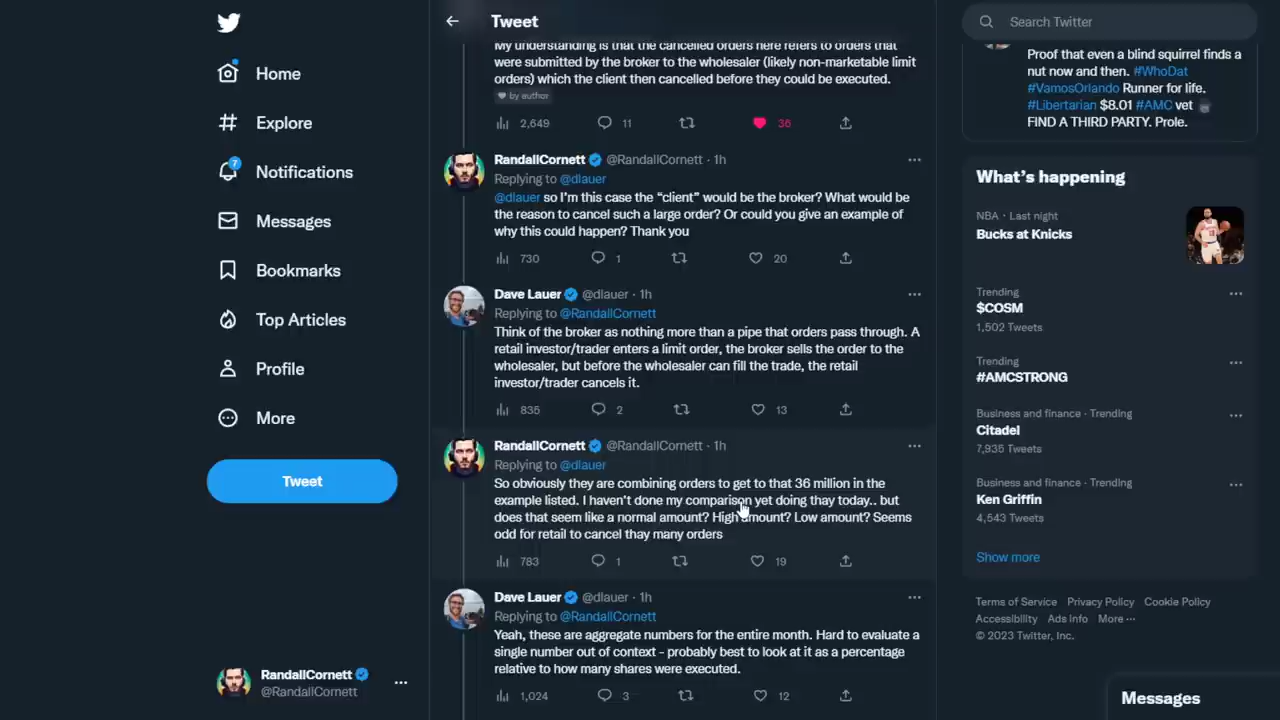 Home
Explore
7
Notifications
Messages
Bookmarks
Top Articles
Profile
More
Tweet
RandallCornett
@RandallCornett
Tweet
My understanding is that the cancelled orders here refers to orders that
were submitted by the broker to the wholesaler (likely non-marketable limit
orders) which the client then cancelled before they could be executed.
by author
2,649
11
36
RandallCornett @RandallCornett · 1h
Replying to @dlauer
@dlauer so I'm this case the "client" would be the broker? What would be
the reason to cancel such a large order? Or could you give an example of
why this could happen? Thank you
730
1
20
Dave Lauer @dlauer · 1h
Replying to @RandallCornett
Think of the broker as nothing more than a pipe that orders pass through. A
retail investor/trader enters a limit order, the broker sells the order to the
wholesaler, but before the wholesaler can fill the trade, the retail
investor/trader cancels it.
835
2
13
RandallCornett @RandallCornett · 1h
Replying to @dlauer
So obviously they are combining orders to get to that 36 million in the
example listed. I haven't done my comparison yet doing thay today.. but
does that seem like a normal amount? High amount? Low amount? Seems
odd for retail to cancel thay many orders
783
1
19
Dave Lauer @dlauer · 1h
Replying to @RandallCornett
Yeah, these are aggregate numbers for the entire month. Hard to evaluate a
single number out of context - probably best to look at it as a percentage
relative to how many shares were executed.
1,024
3
12
Search Twitter
Proof that even a blind squirrel finds a
nut now and then. #WhoDat
#VamosOrlando Runner for life.
#Libertarian $8.01 #AMC vet
FIND A THIRD PARTY. Prole.
What's happening
NBA · Last night
Bucks at Knicks
Trending
$COSM
1,502 Tweets
Trending
#AMCSTRONG
Business and finance · Trending
Citadel
7,935 Tweets
Business and finance · Trending
Ken Griffin
4,543 Tweets
Show more
Terms of Service Privacy Policy Cookie Policy
Accessibility Ads info More ···
© 2023 Twitter, Inc.
Messages